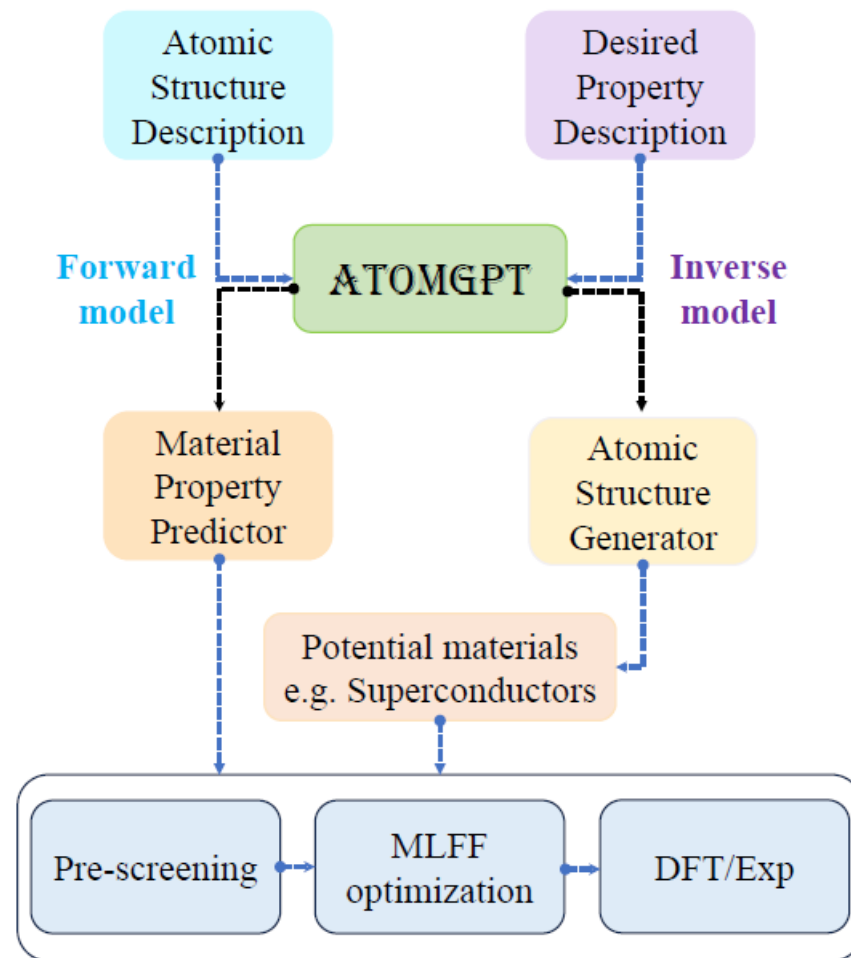 Atomic
Structure
Description
Desired
Property
Description
Forward
model
ATOMGPT
Inverse
model
Material
Property
Predictor
Atomic
Structure
Generator
Potential materials
e.g. Superconductors
Pre-screening
MLFF
optimization
DFT/Exp